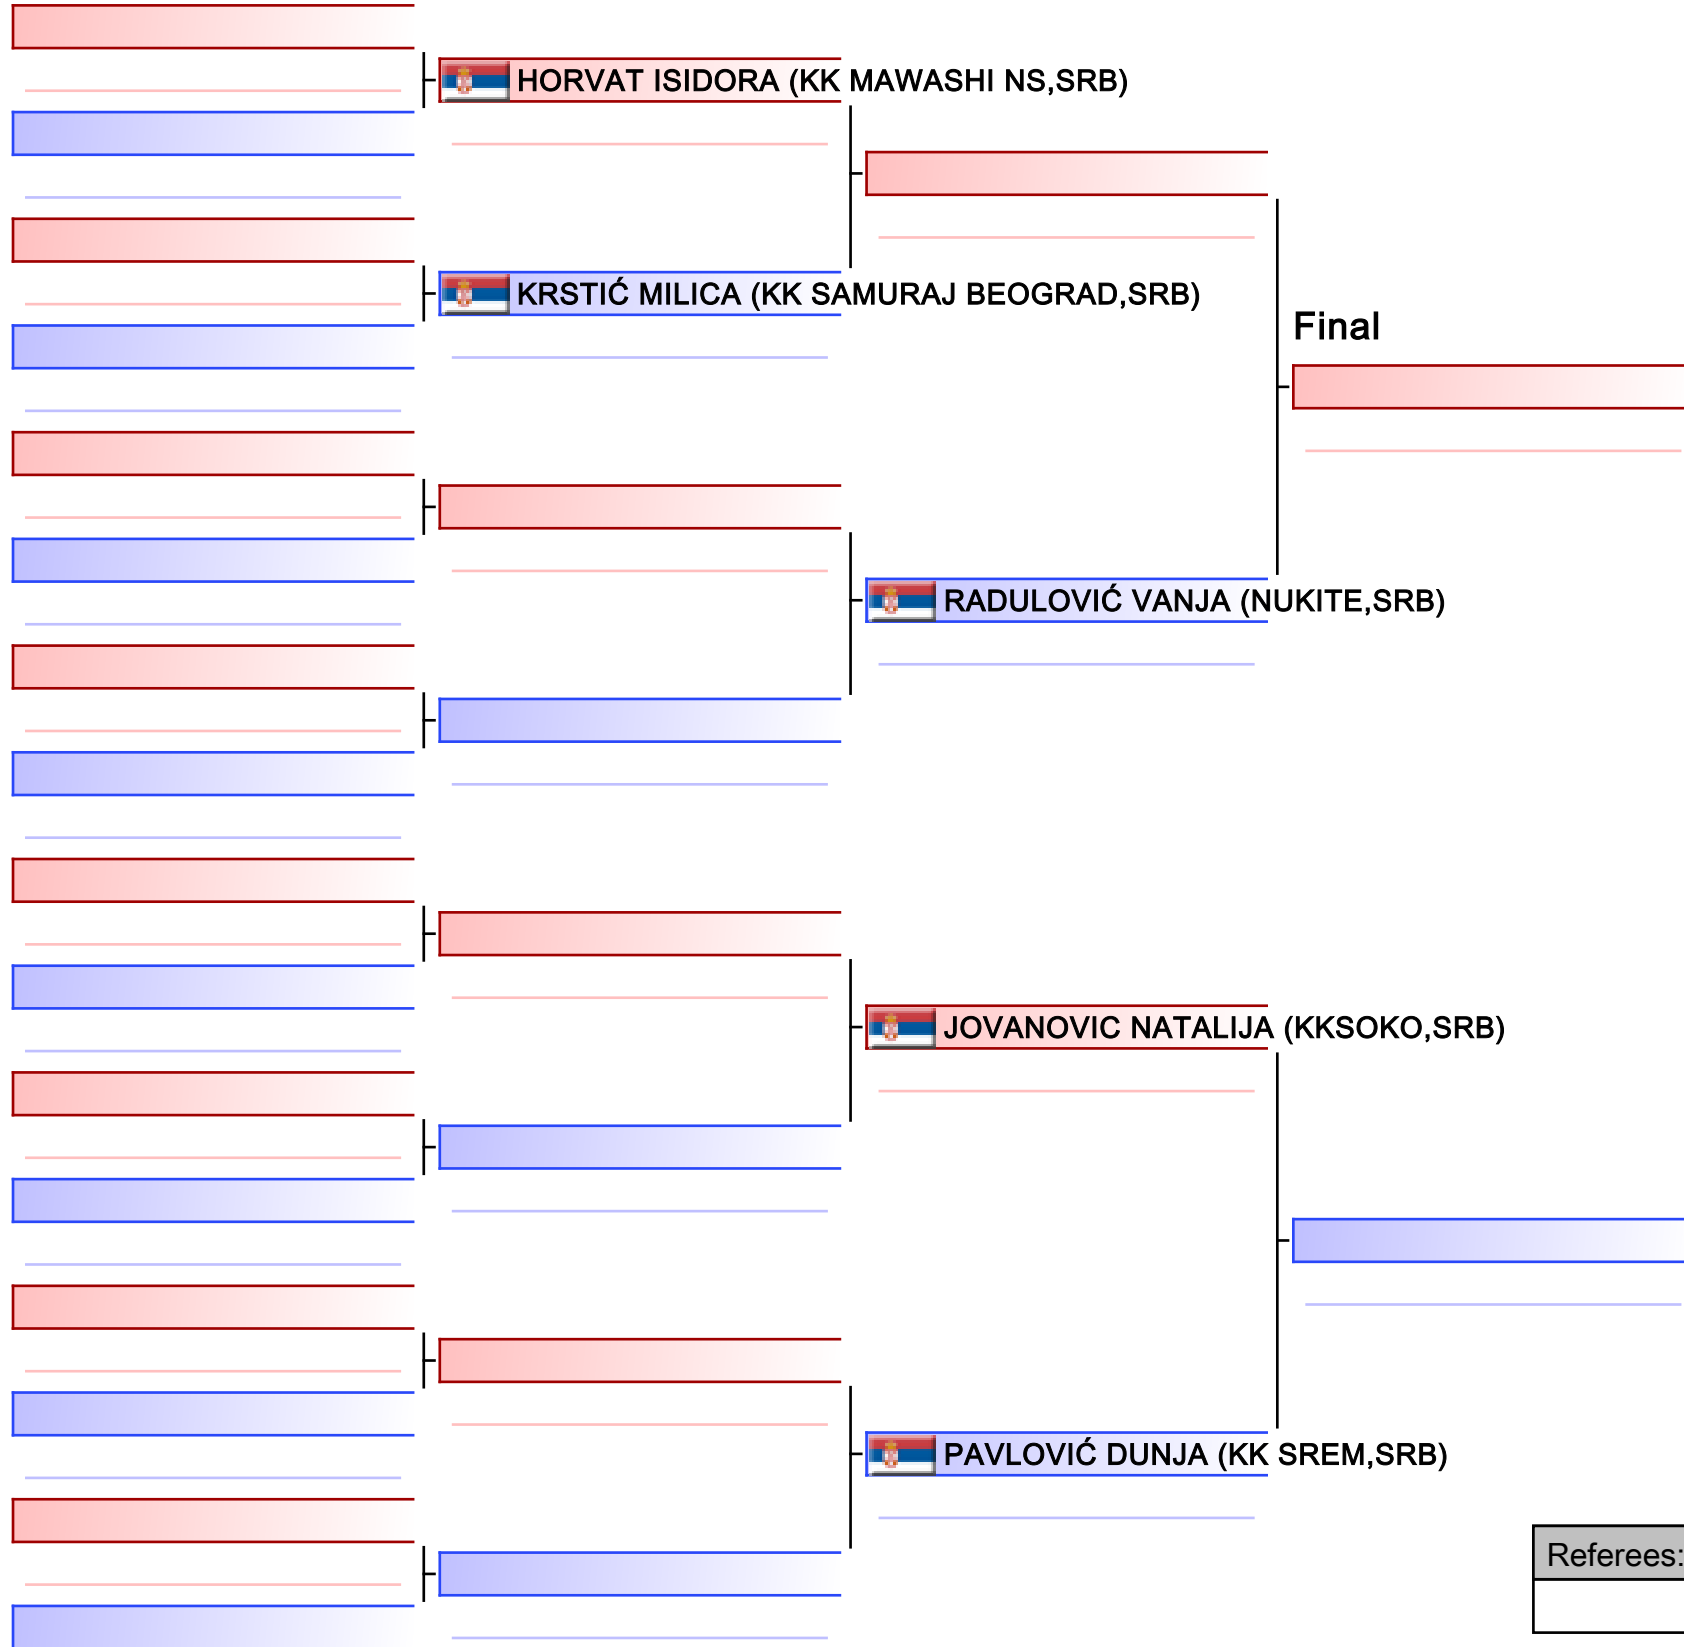 HORVAT ISIDORA (KK MAWASHI NS,SRB)
KRSTIĆ MILICA (KK SAMURAJ BEOGRAD,SRB)
Final
RADULOVIĆ VANJA (NUKITE,SRB)
JOVANOVIC NATALIJA (KKSOKO,SRB)
PAVLOVIĆ DUNJA (KK SREM,SRB)
Referees: